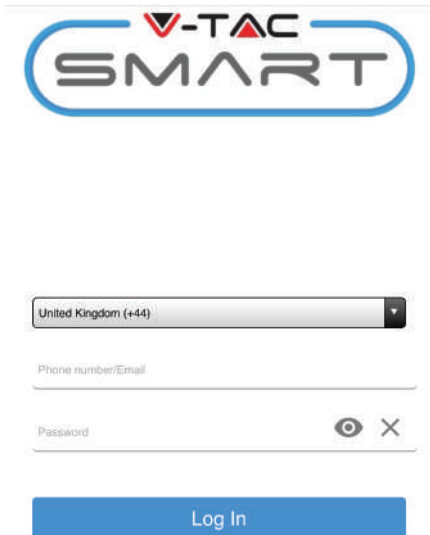 V-TAC
SMART
United Kingdom (+44)
Phone number/Email
Password
Log In